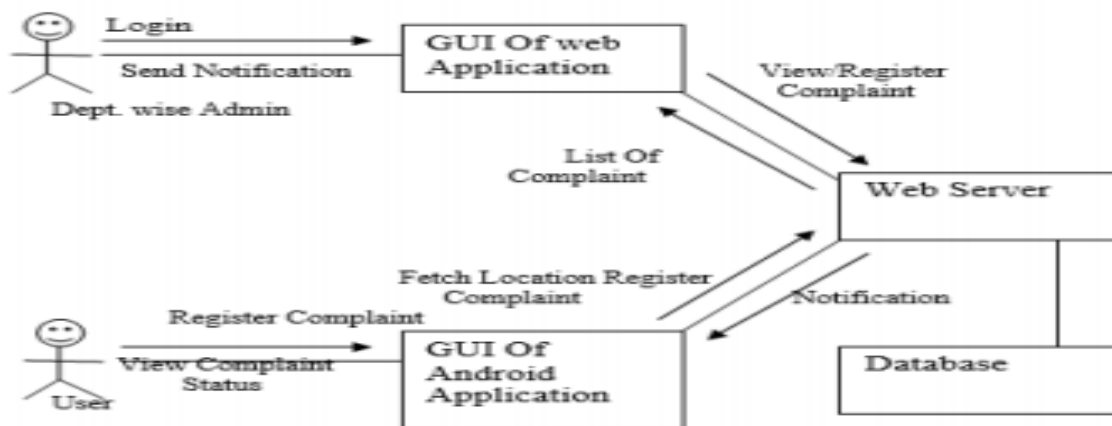 Login
Send Notification
Dept. wise Admin
GUI Of web
Application
View/Register
Complaint
List Of
Complaint
Web Server
Fetch Location Register
Complaint
Notification
Register Complaint
View Complaint
Status
User
GUI Of
Android
Application
Database